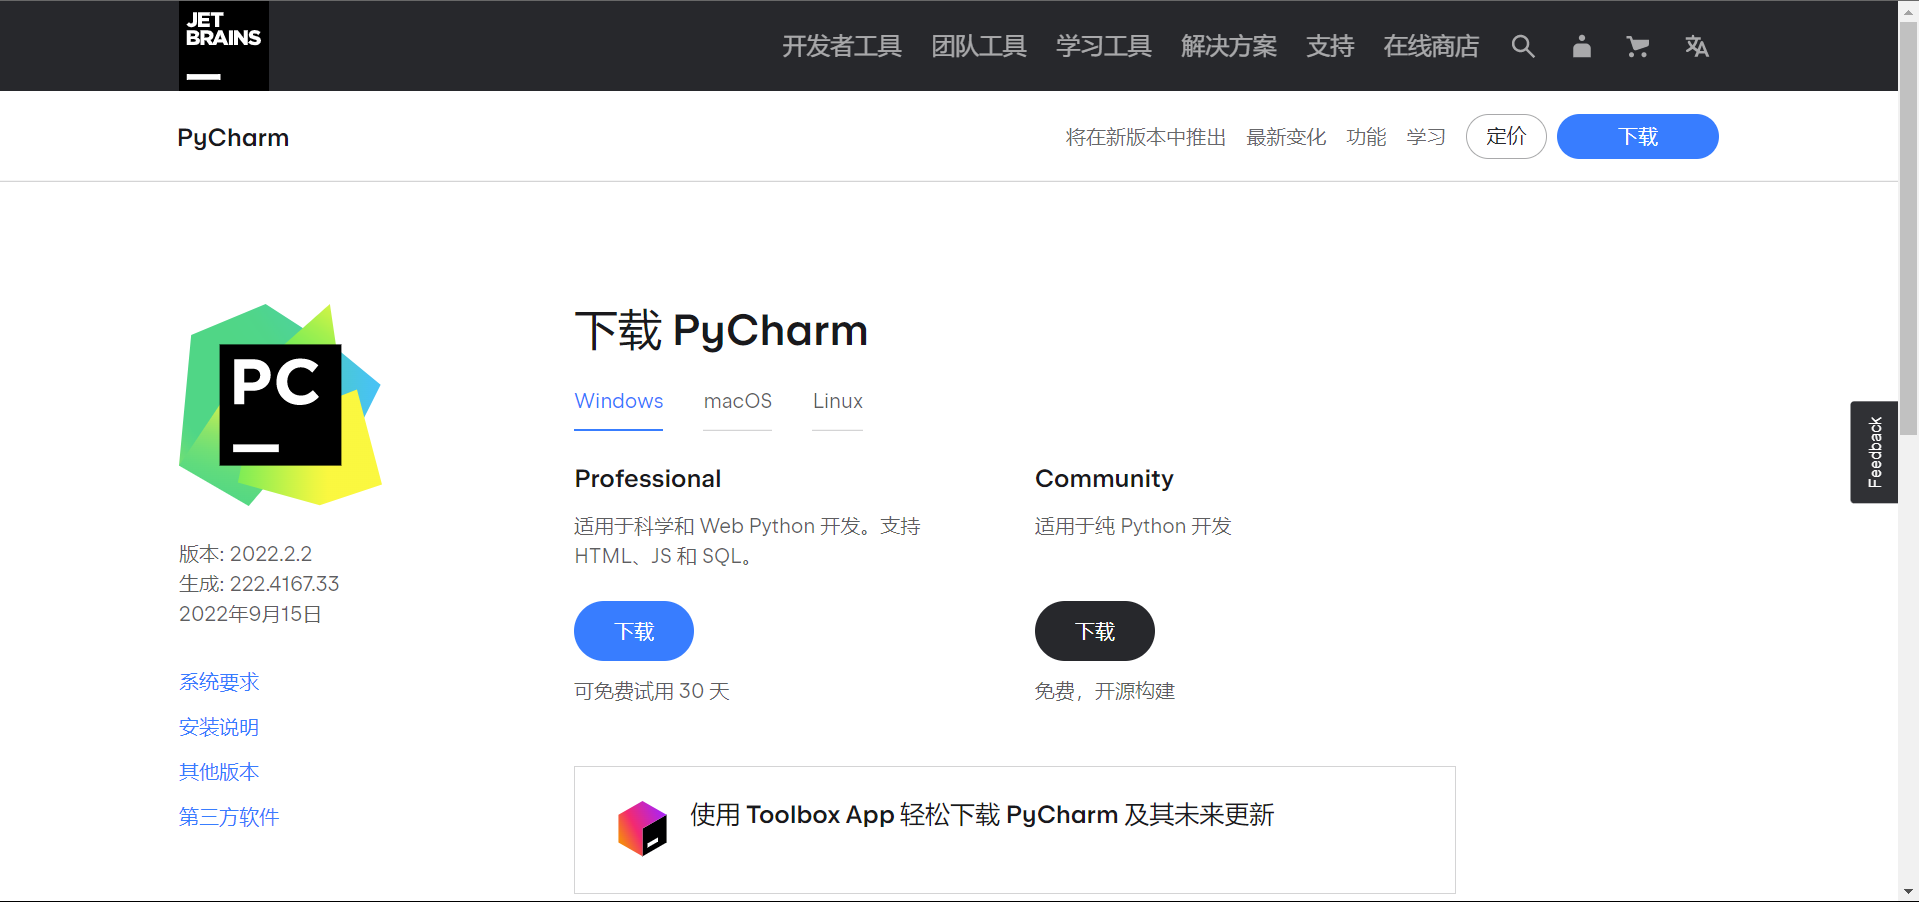 JET
BRAINS
开发者工具 团队工具 学习工具 解决方案 支持 在线商店
PyCharm
将在新版本中推出 最新变化 功能 学习 定价 下载
PC
下载 PyCharm
Windows macOS Linux
Professional
适用于科学和 Web Python 开发。支持
HTML、JS 和 SQL。
下载
可免费试用 30 天
Community
适用于纯 Python 开发
下载
免费，开源构建
版本: 2022.2.2
生成: 222.4167.33
2022年9月15日
系统要求
安装说明
其他版本
第三方软件
使用 Toolbox App 轻松下载 PyCharm 及其未来更新
Feedback